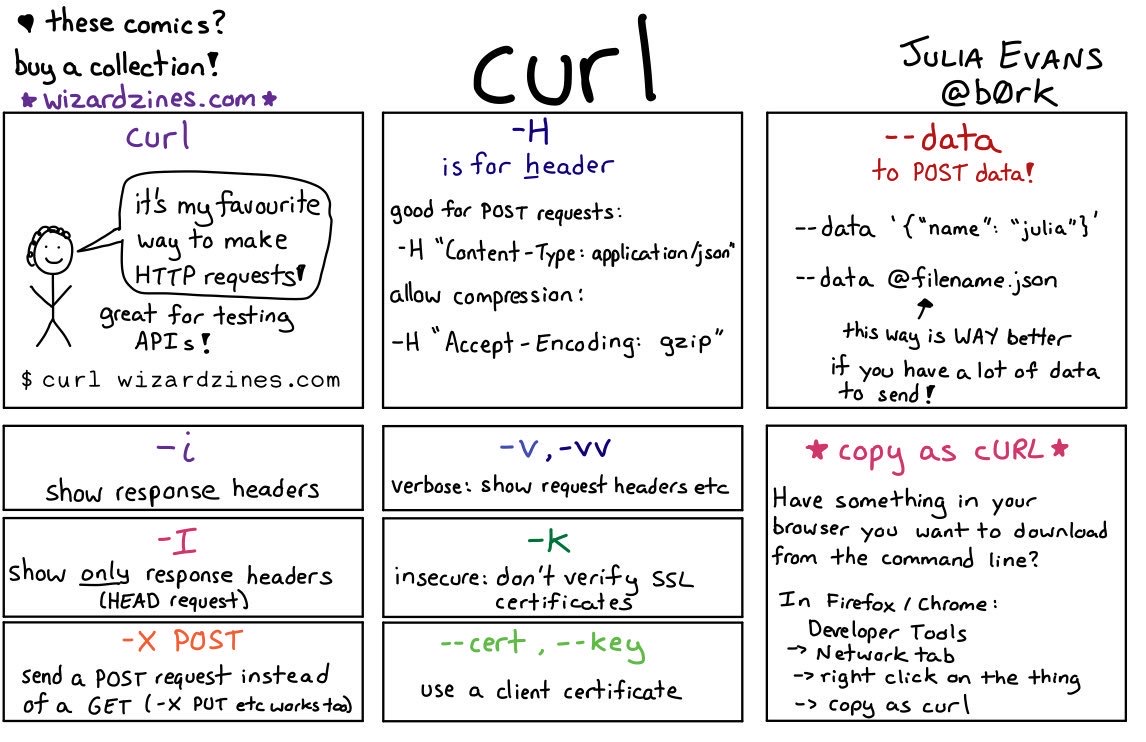 ♥ these comics?
buy a collection!
★ wizardzines.com ★
curl
JULIA EVANS
@b0rk
curl
it's my favourite
way to make
HTTP requests!
great for testing
APIs!
$ curl wizardzines.com
-H
is for header
good for POST requests:
-H "Content-Type: application/json"
allow compression:
-H "Accept-Encoding: gzip"
--data
to POST data!
--data '{"name": "julia"}'
--data @filename.json
this way is WAY better
if you have a lot of data
to send!
-i
show response headers
-I
show only response headers
(HEAD request)
-X POST
send a POST request instead
of a GET (-X PUT etc works too)
-v, -vv
verbose: show request headers etc
-k
insecure: don't verify SSL
certificates
--cert, --key
use a client certificate
★ copy as cURL ★
Have something in your
browser you want to download
from the command line?
In Firefox / Chrome:
Developer Tools
→ Network tab
→ right click on the thing
→ copy as curl